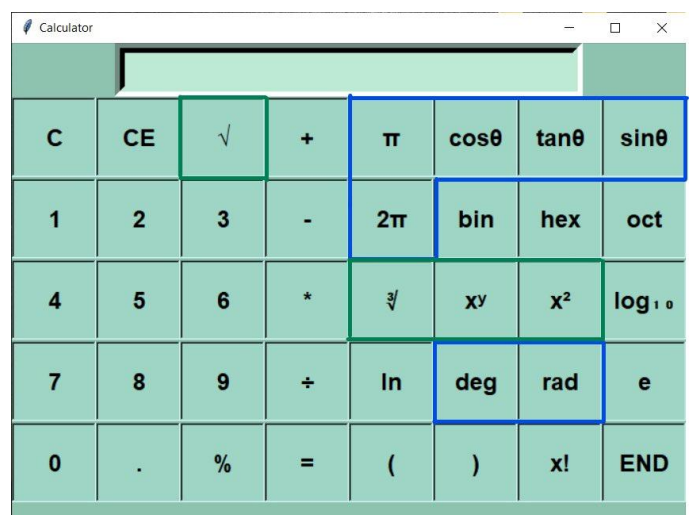 Calculator
C CE √ + π cosθ tanθ sinθ
1 2 3 - 2π bin hex oct
4 5 6 * ∛ xʸ x² log₁₀
7 8 9 ÷ ln deg rad e
0 . % = ( ) x! END